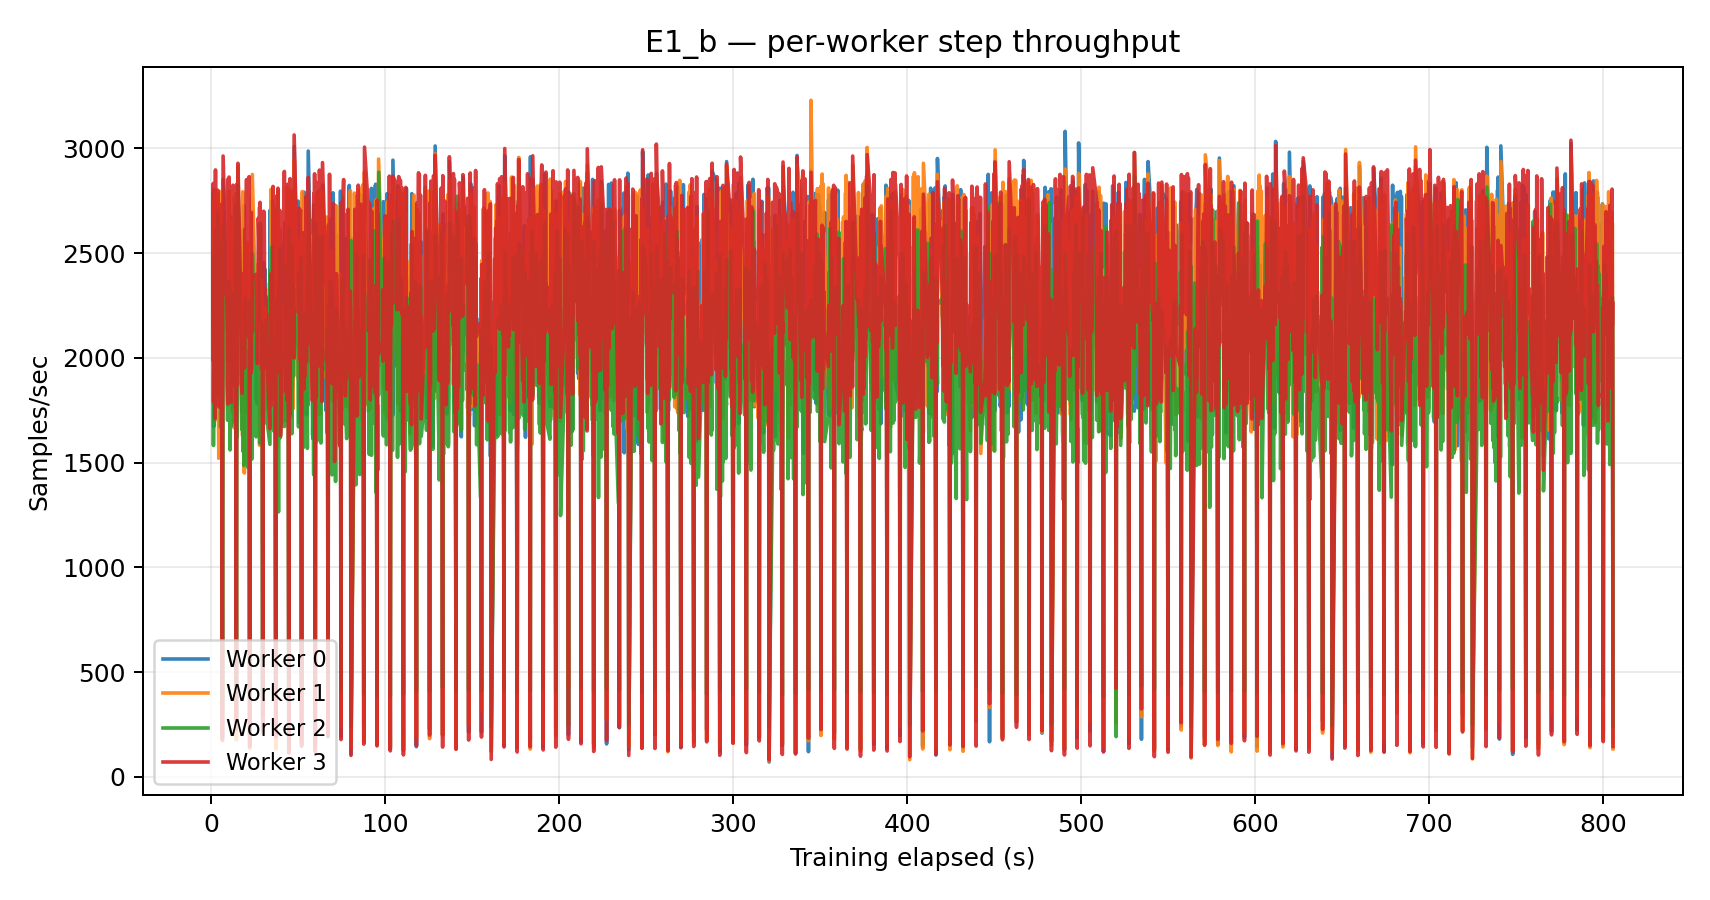 E1_b — per-worker step throughput
Samples/sec
3000
2500
2000
1500
1000
500
0
Worker 0
Worker 1
Worker 2
Worker 3
0 100 200 300 400 500 600 700 800
Training elapsed (s)